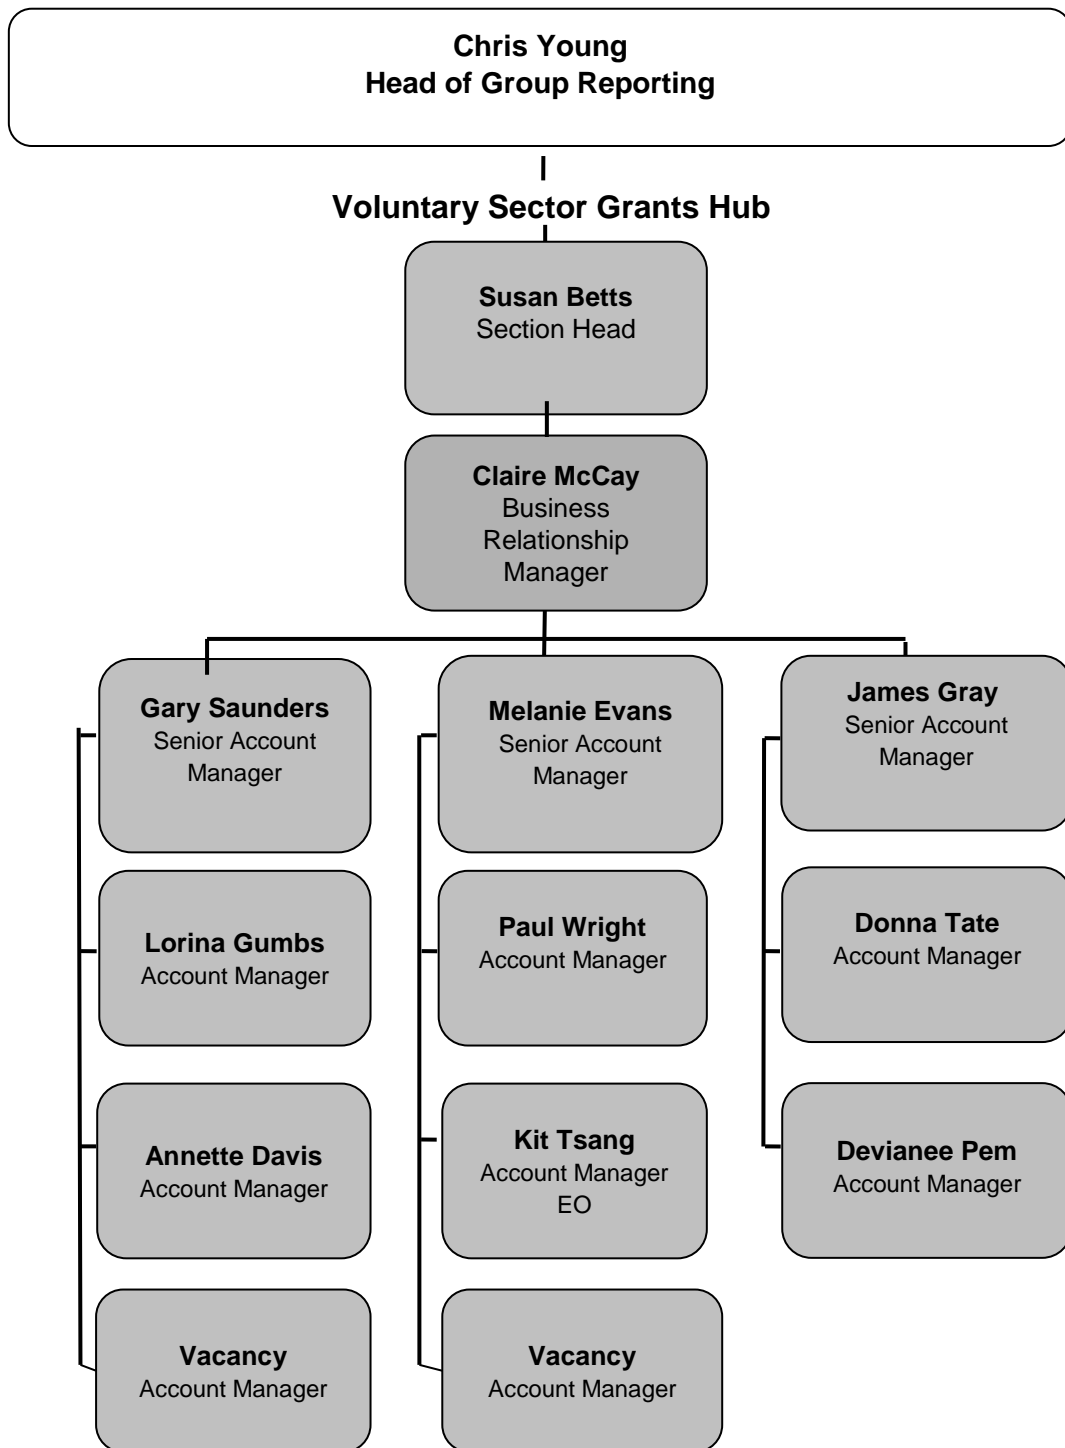 Chris Young
Head of Group Reporting
Voluntary Sector Grants Hub
Susan Betts
Section Head
Claire McCay
Business
Relationship
Manager
Gary Saunders
Senior Account
Manager
Melanie Evans
Senior Account
Manager
James Gray
Senior Account
Manager
Lorina Gumbs
Account Manager
Paul Wright
Account Manager
Donna Tate
Account Manager
Annette Davis
Account Manager
Kit Tsang
Account Manager
EO
Devianee Pem
Account Manager
Vacancy
Account Manager
Vacancy
Account Manager